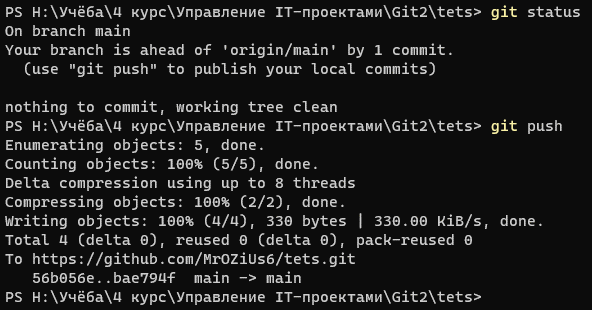 PS H:\Учёба\4 курс\Управление IT-проектами\Git2\tets> git status
On branch main
Your branch is ahead of 'origin/main' by 1 commit.
  (use "git push" to publish your local commits)

nothing to commit, working tree clean
PS H:\Учёба\4 курс\Управление IT-проектами\Git2\tets> git push
Enumerating objects: 5, done.
Counting objects: 100% (5/5), done.
Delta compression using up to 8 threads
Compressing objects: 100% (2/2), done.
Writing objects: 100% (4/4), 330 bytes | 330.00 KiB/s, done.
Total 4 (delta 0), reused 0 (delta 0), pack-reused 0
To https://github.com/MrOZiUs6/tets.git
   56b056e..bae794f  main -> main
PS H:\Учёба\4 курс\Управление IT-проектами\Git2\tets>